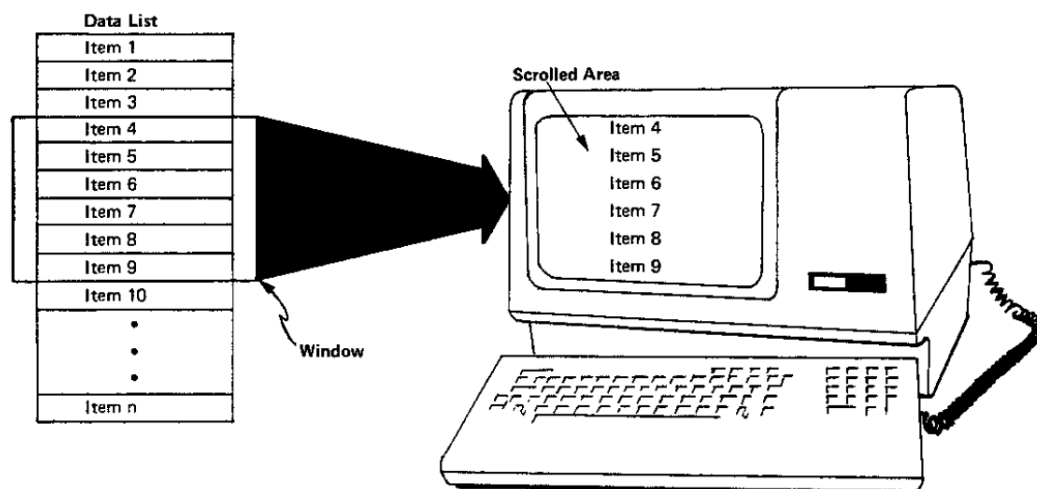 Data List
Item 1
Item 2
Item 3
Item 4
Item 5
Item 6
Item 7
Item 8
Item 9
Item 10
Item n
Window
Scrolled Area
Item 4
Item 5
Item 6
Item 7
Item 8
Item 9